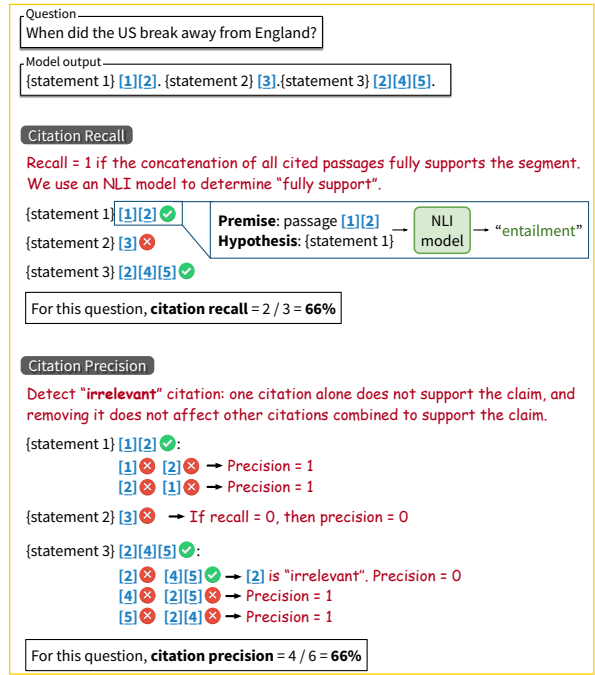 Question
When did the US break away from England?
Model output
{statement 1} [1][2]. {statement 2} [3].{statement 3} [2][4][5].
Citation Recall
Recall = 1 if the concatenation of all cited passages fully supports the segment.
We use an NLI model to determine “fully support”.
{statement 1} [1][2]
Premise: passage [1][2]
Hypothesis: {statement 1}
NLI
model
“entailment”
{statement 2} [3]
{statement 3} [2][4][5]
For this question, citation recall = 2 / 3 = 66%
Citation Precision
Detect “irrelevant” citation: one citation alone does not support the claim, and
removing it does not affect other citations combined to support the claim.
{statement 1} [1][2]:
[1] [2] → Precision = 1
[2] [1] → Precision = 1
{statement 2} [3] → If recall = 0, then precision = 0
{statement 3} [2][4][5]:
[2] [4][5] → [2] is “irrelevant”. Precision = 0
[4] [2][5] → Precision = 1
[5] [2][4] → Precision = 1
For this question, citation precision = 4 / 6 = 66%